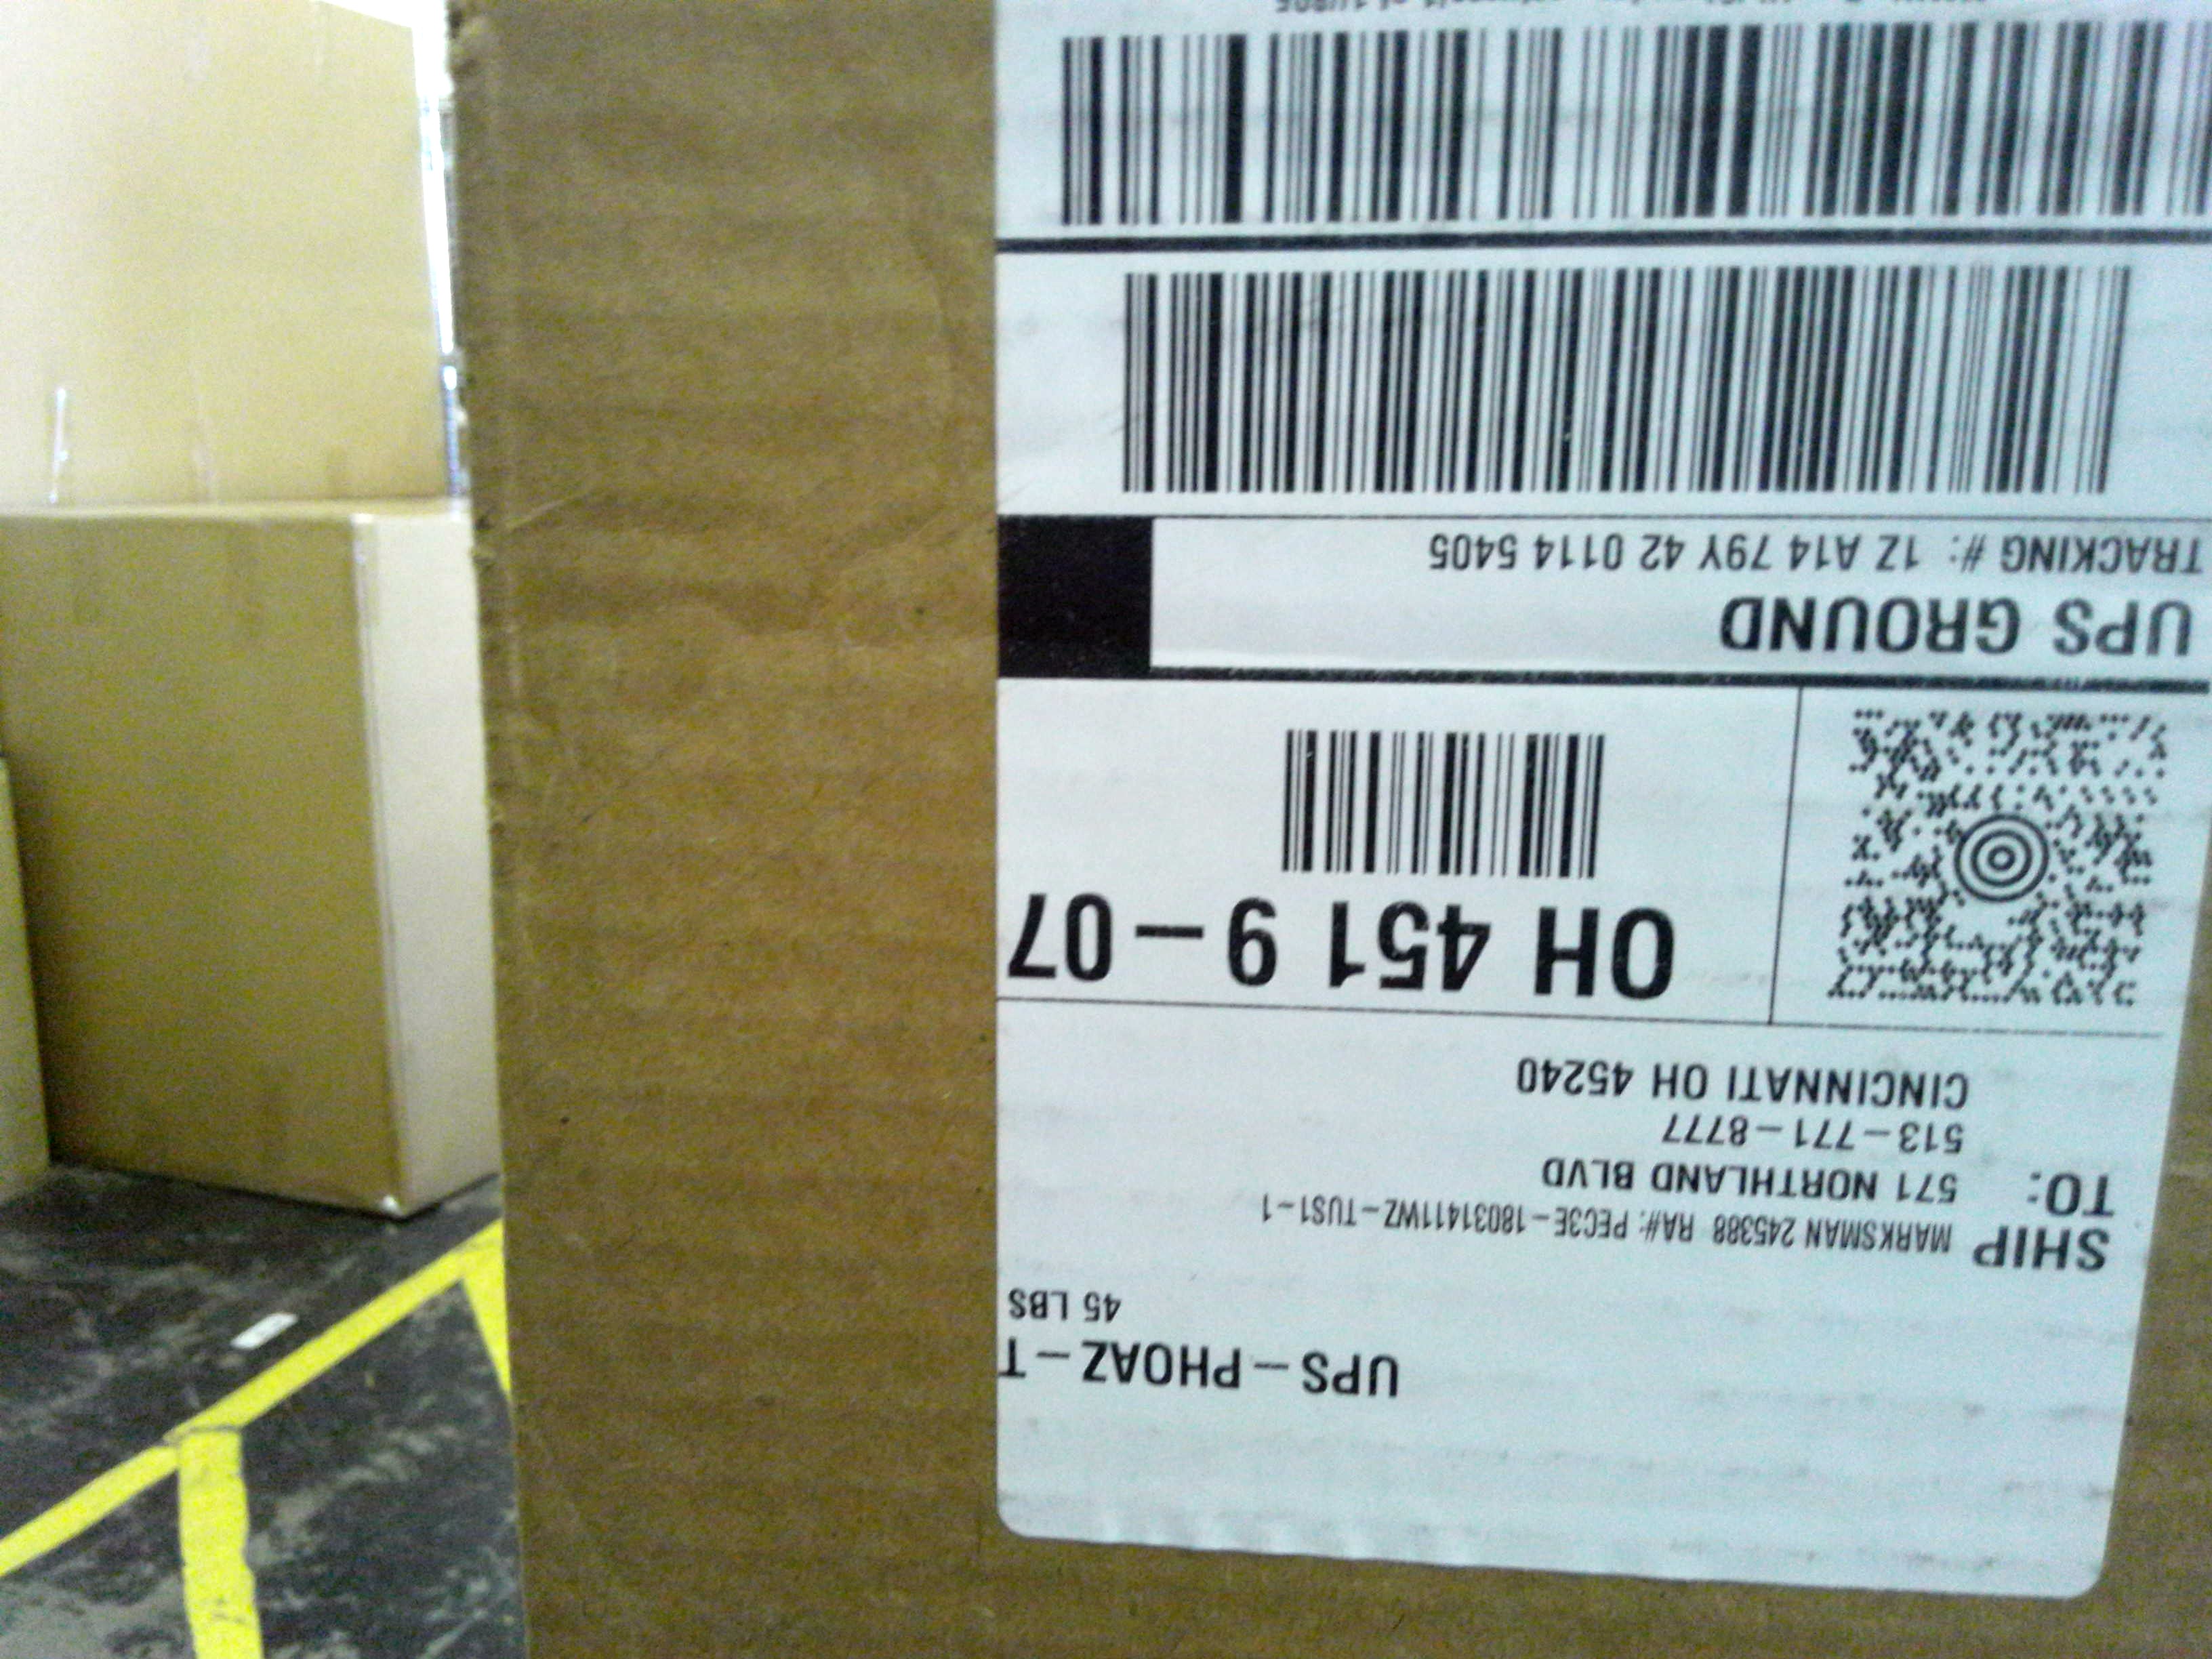 UPS-PHOAZ-T
45 LBS
SHIP TO:
MARKSMAN 245388 RA#: PEC3E-18031411WZ-TUS1-1
571 NORTHLAND BLVD
513-771-8777
CINCINNATI OH 45240
OH 451 9-07
UPS GROUND
TRACKING #: 1Z A14 79Y 42 0114 5405